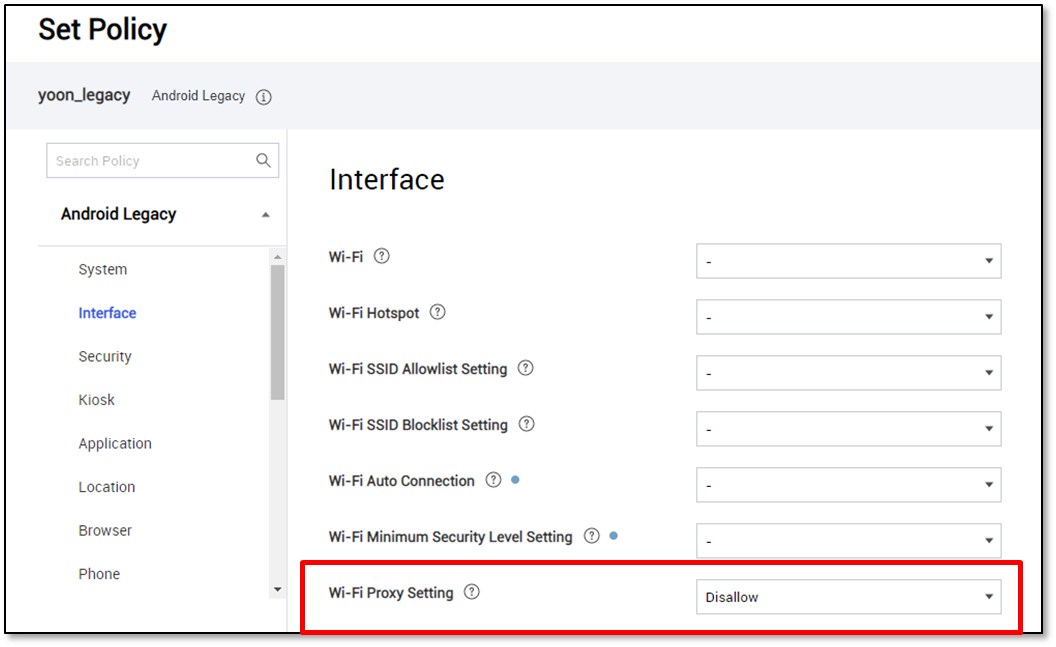 Set Policy
yoon_legacy Android Legacy
Search Policy
Android Legacy
System
Interface
Security
Kiosk
Application
Location
Browser
Phone
Interface
Wi-Fi ? -
Wi-Fi Hotspot ? -
Wi-Fi SSID Allowlist Setting ? -
Wi-Fi SSID Blocklist Setting ? -
Wi-Fi Auto Connection ? -
Wi-Fi Minimum Security Level Setting ? -
Wi-Fi Proxy Setting ? Disallow